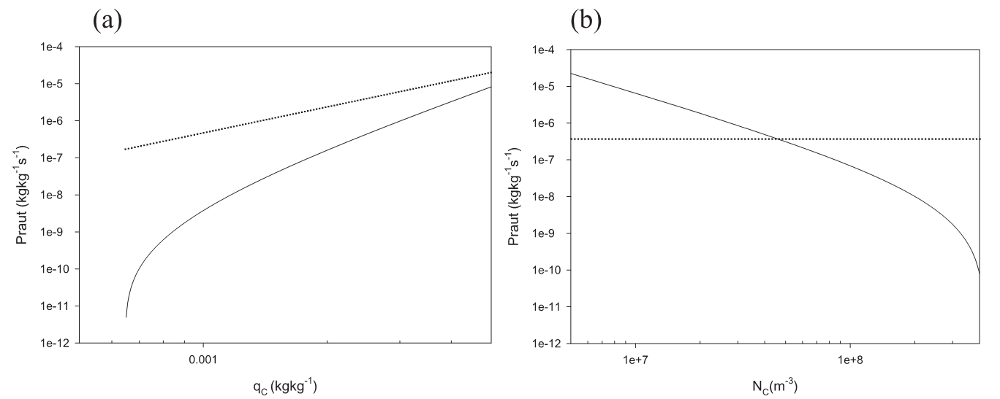 (a)
1e-4
1e-5
1e-6
1e-7
1e-8
1e-9
1e-10
1e-11
1e-12
Praut (kgkg⁻¹s⁻¹)
0.001
q_C (kgkg⁻¹)
(b)
1e-4
1e-5
1e-6
1e-7
1e-8
1e-9
1e-10
1e-11
1e-12
Praut (kgkg⁻¹s⁻¹)
1e+7 1e+8
N_C(m⁻³)